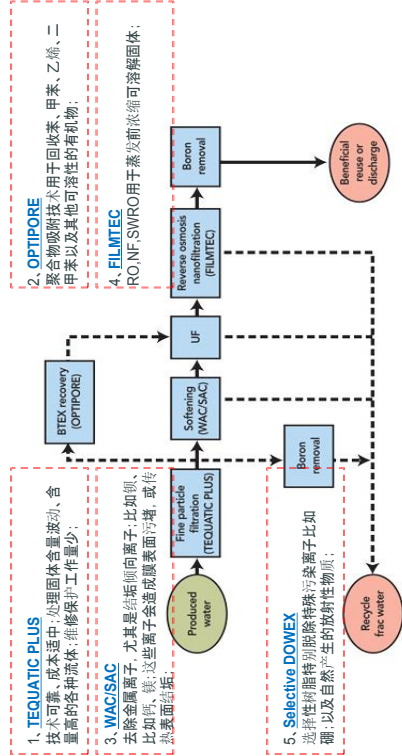 1、TEQUATIC PLUS
技术可靠、成本适中；处理固体含量波动、含
量高的各种流体；维修保护工作量少；
2、OPTIPORE
聚合物吸附技术用于回收苯、甲苯、乙烯、二
甲苯以及其他可溶性的有机物；
3、WAC/SAC
去除金属离子，尤其是结垢倾向离子；比如钡、
比如钙，镁；这些离子会造成膜表面污堵，或传
热表面结垢；
4、FILMTEC
RO,NF,SWRO用于蒸发前浓缩可溶解固体；
BTEX recovery
(OPTIPORE)
Produced
water
Fine particle
filtration
(TEQUATIC PLUS)
Softening
(WAC/SAC)
UF
Reverse osmosis
nanofiltration
(FILMTEC)
Boron
removal
Boron
removal
Recycle
frac water
Beneficial
reuse or
discharge
5、Selective DOWEX
选择性树脂特别脱除特殊污染离子比如
硼；以及自然产生的放射性物质；